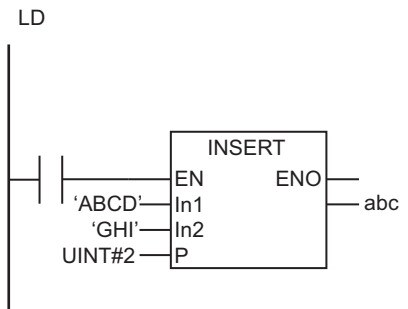 LD
INSERT
EN ENO
‘ABCD’ In1 abc
‘GHI’ In2
UINT#2 P